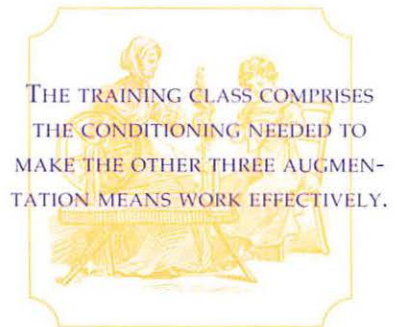 THE TRAINING CLASS COMPRISES
THE CONDITIONING NEEDED TO
MAKE THE OTHER THREE AUGMEN-
TATION MEANS WORK EFFECTIVELY.